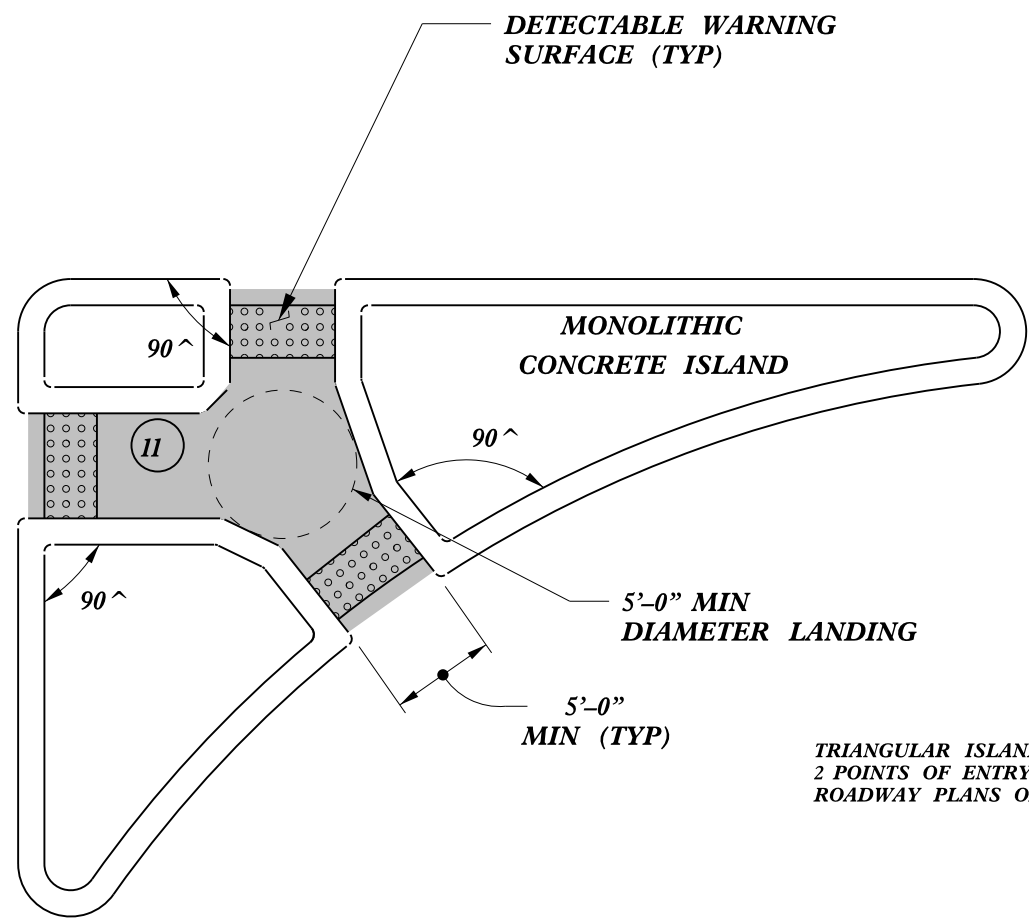 DETECTABLE WARNING
SURFACE (TYP)
MONOLITHIC
CONCRETE ISLAND
90^
11
90^
90^
5'–0" MIN
DIAMETER LANDING
5'–0"
MIN (TYP)
TRIANGULAR ISLAN
2 POINTS OF ENTRY
ROADWAY PLANS O